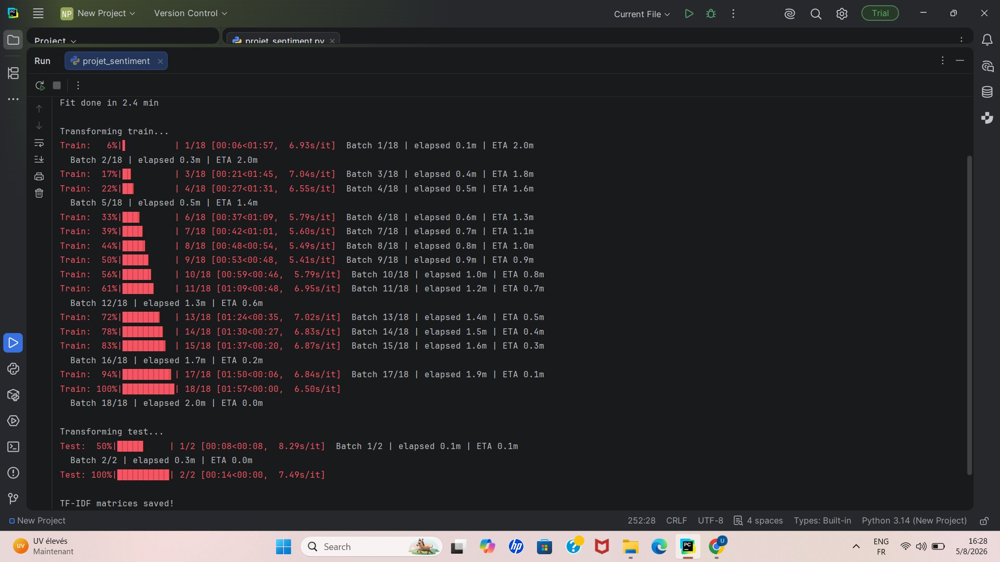 NP New Project
Version Control
Current File
Trial
Project
projet_sentiment.py
Run
projet_sentiment
Fit done in 2.4 min
Transforming train...
Train:   6%| | 1/18 [00:06<01:57,  6.93s/it]  Batch 1/18 | elapsed 0.1m | ETA 2.0m
Batch 2/18 | elapsed 0.3m | ETA 2.0m
Train:  17%| | 3/18 [00:21<01:45,  7.04s/it]  Batch 3/18 | elapsed 0.4m | ETA 1.8m
Train:  22%| | 4/18 [00:27<01:31,  6.55s/it]  Batch 4/18 | elapsed 0.5m | ETA 1.6m
Batch 5/18 | elapsed 0.5m | ETA 1.4m
Train:  33%| | 6/18 [00:37<01:09,  5.79s/it]  Batch 6/18 | elapsed 0.6m | ETA 1.3m
Train:  39%| | 7/18 [00:42<01:01,  5.60s/it]  Batch 7/18 | elapsed 0.7m | ETA 1.1m
Train:  44%| | 8/18 [00:48<00:54,  5.49s/it]  Batch 8/18 | elapsed 0.8m | ETA 1.0m
Train:  50%| | 9/18 [00:53<00:48,  5.41s/it]  Batch 9/18 | elapsed 0.9m | ETA 0.9m
Train:  56%| | 10/18 [00:59<00:46,  5.79s/it]  Batch 10/18 | elapsed 1.0m | ETA 0.8m
Train:  61%| | 11/18 [01:09<00:48,  6.95s/it]  Batch 11/18 | elapsed 1.2m | ETA 0.7m
Batch 12/18 | elapsed 1.3m | ETA 0.6m
Train:  72%| | 13/18 [01:24<00:35,  7.02s/it]  Batch 13/18 | elapsed 1.4m | ETA 0.5m
Train:  78%| | 14/18 [01:30<00:27,  6.83s/it]  Batch 14/18 | elapsed 1.5m | ETA 0.4m
Train:  83%| | 15/18 [01:37<00:20,  6.87s/it]  Batch 15/18 | elapsed 1.6m | ETA 0.3m
Batch 16/18 | elapsed 1.7m | ETA 0.2m
Train:  94%| | 17/18 [01:50<00:06,  6.84s/it]  Batch 17/18 | elapsed 1.9m | ETA 0.1m
Train: 100%| | 18/18 [01:57<00:00,  6.50s/it]
Batch 18/18 | elapsed 2.0m | ETA 0.0m
Transforming test...
Test:  50%| | 1/2 [00:08<00:08,  8.29s/it]  Batch 1/2 | elapsed 0.1m | ETA 0.1m
Batch 2/2 | elapsed 0.3m | ETA 0.0m
Test: 100%| | 2/2 [00:14<00:00,  7.49s/it]
TF-IDF matrices saved!
New Project
252:28 CRLF UTF-8 4 spaces Types: Built-in Python 3.14 (New Project)
UV
UV élevés
Maintenant
Search
hp
PC
U
ENG
FR
16:28
5/8/2026